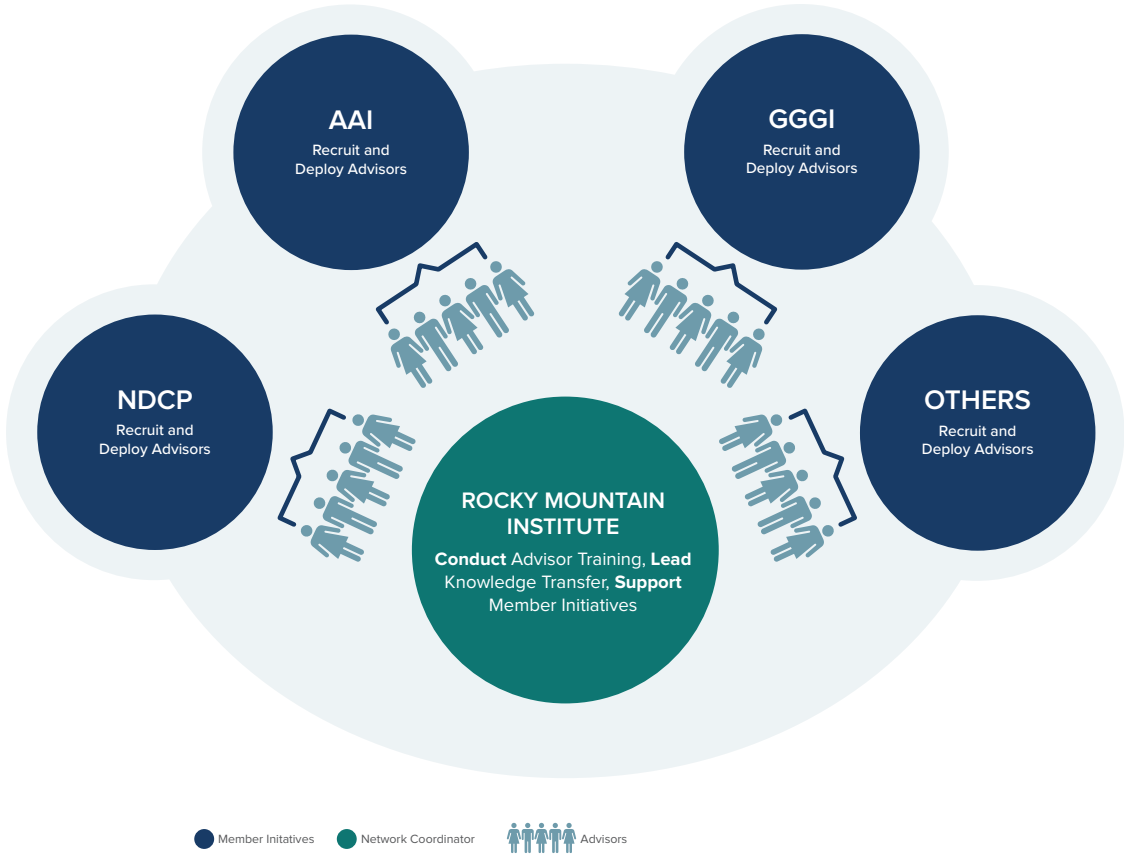 AAI
Recruit and
Deploy Advisors
GGGI
Recruit and
Deploy Advisors
NDCP
Recruit and
Deploy Advisors
OTHERS
Recruit and
Deploy Advisors
ROCKY MOUNTAIN
INSTITUTE
Conduct Advisor Training, Lead
Knowledge Transfer, Support
Member Initiatives
Member Initatives
Network Coordinator
Advisors